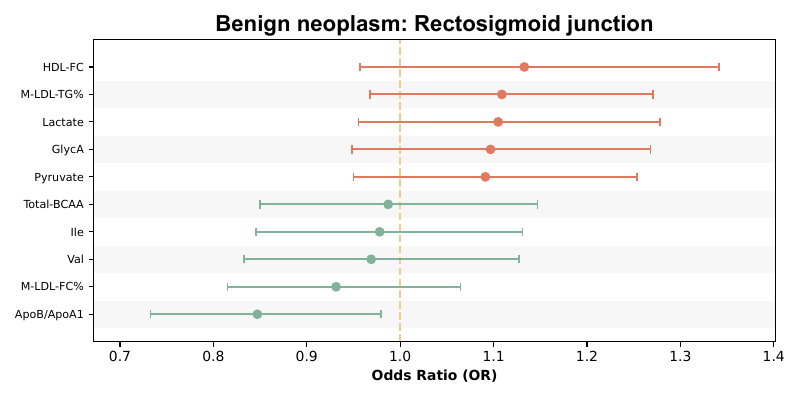 Benign neoplasm: Rectosigmoid junction
HDL-FC
M-LDL-TG%
Lactate
GlycA
Pyruvate
Total-BCAA
Ile
Val
M-LDL-FC%
ApoB/ApoA1
0.7 0.8 0.9 1.0 1.1 1.2 1.3 1.4
Odds Ratio (OR)